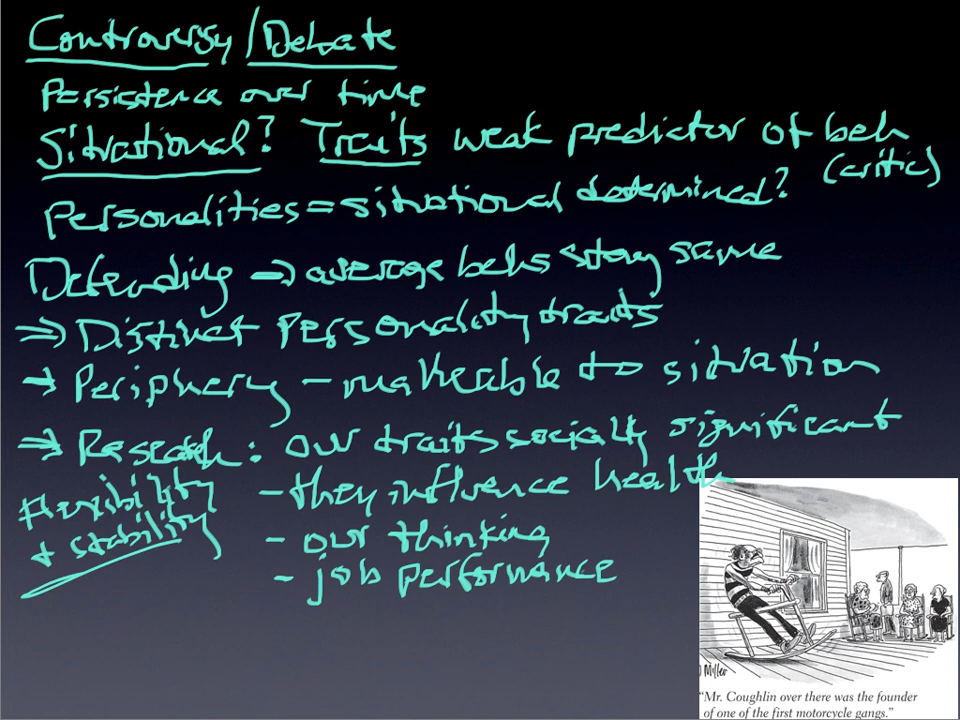 Controversy/Debate
Persistence over time
Situational? Traits weak predictor of beh
(critic)
Personalities = situational determined?
Defending ⇒ average behs stay same
⇒ Distinct personality traits
→ Periphery - malleable to situation
⇒ Research: our traits socially significant
flexibility
+ stability
- they influence health
- our thinking
- job performance
Miller
"Mr. Coughlin over there was the founder
of one of the first motorcycle gangs."